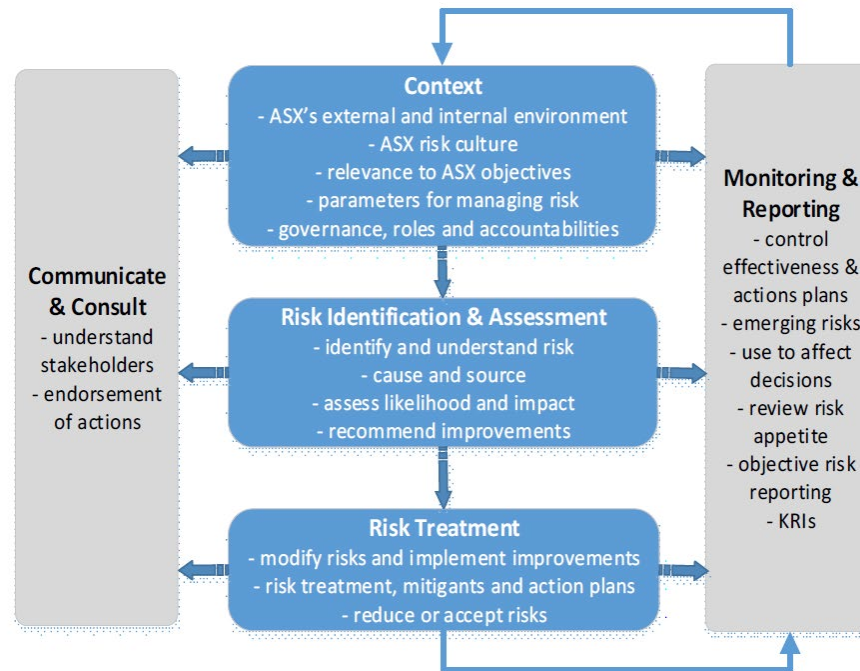 Context
- ASX's external and internal environment
- ASX risk culture
- relevance to ASX objectives
- parameters for managing risk
- governance, roles and accountabilities
Communicate
& Consult
- understand
stakeholders
- endorsement
of actions
Risk Identification & Assessment
- identify and understand risk
- cause and source
- assess likelihood and impact
- recommend improvements
Risk Treatment
- modify risks and implement improvements
- risk treatment, mitigants and action plans
- reduce or accept risks
Monitoring &
Reporting
- control
effectiveness &
actions plans
- emerging risks
- use to affect
decisions
- review risk
appetite
- objective risk
reporting
- KRIs